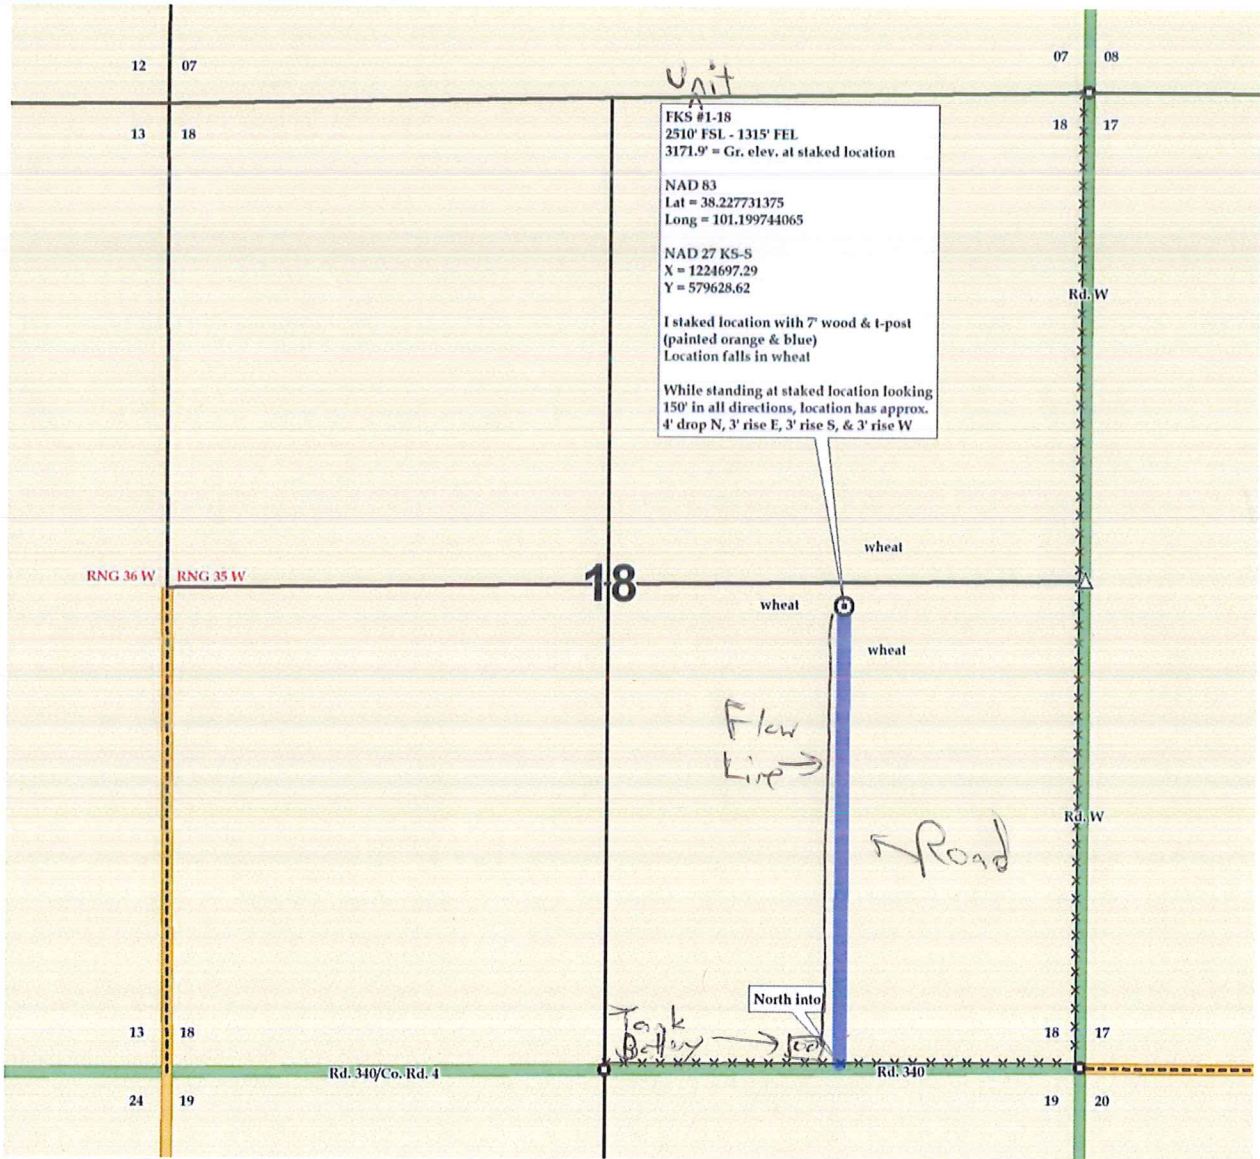 12 07
07 08
Unit
13 18
18 17
FKS #1-18
2510' FSL - 1315' FEL
3171.9' = Gr. elev. at staked location
NAD 83
Lat = 38.227731375
Long = 101.199744065
NAD 27 KS-S
X = 1224697.29
Y = 579628.62
I staked location with 7' wood & t-post
(painted orange & blue)
Location falls in wheat
While standing at staked location looking
150' in all directions, location has approx.
4' drop N, 3' rise E, 3' rise S, & 3' rise W
Rd. W
wheat
RNG 36 W RNG 35 W
18
wheat
wheat
Flow
Line
Rd. W
Road
North into
13 18
Tank
Battery
18 17
Rd. 340/Co. Rd. 4
Rd. 340
24 19
19 20